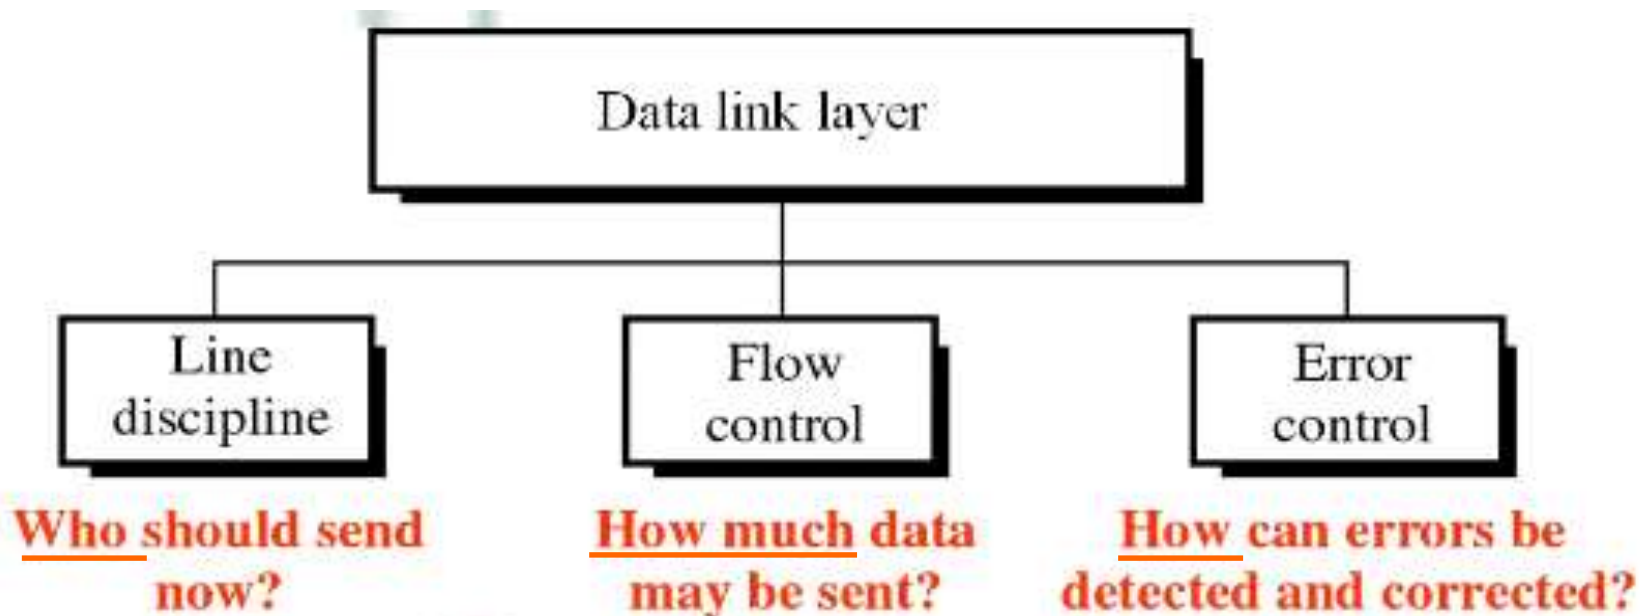 Data link layer
Line
discipline
Who should send
now?
Flow
control
How much data
may be sent?
Error
control
How can errors be
detected and corrected?